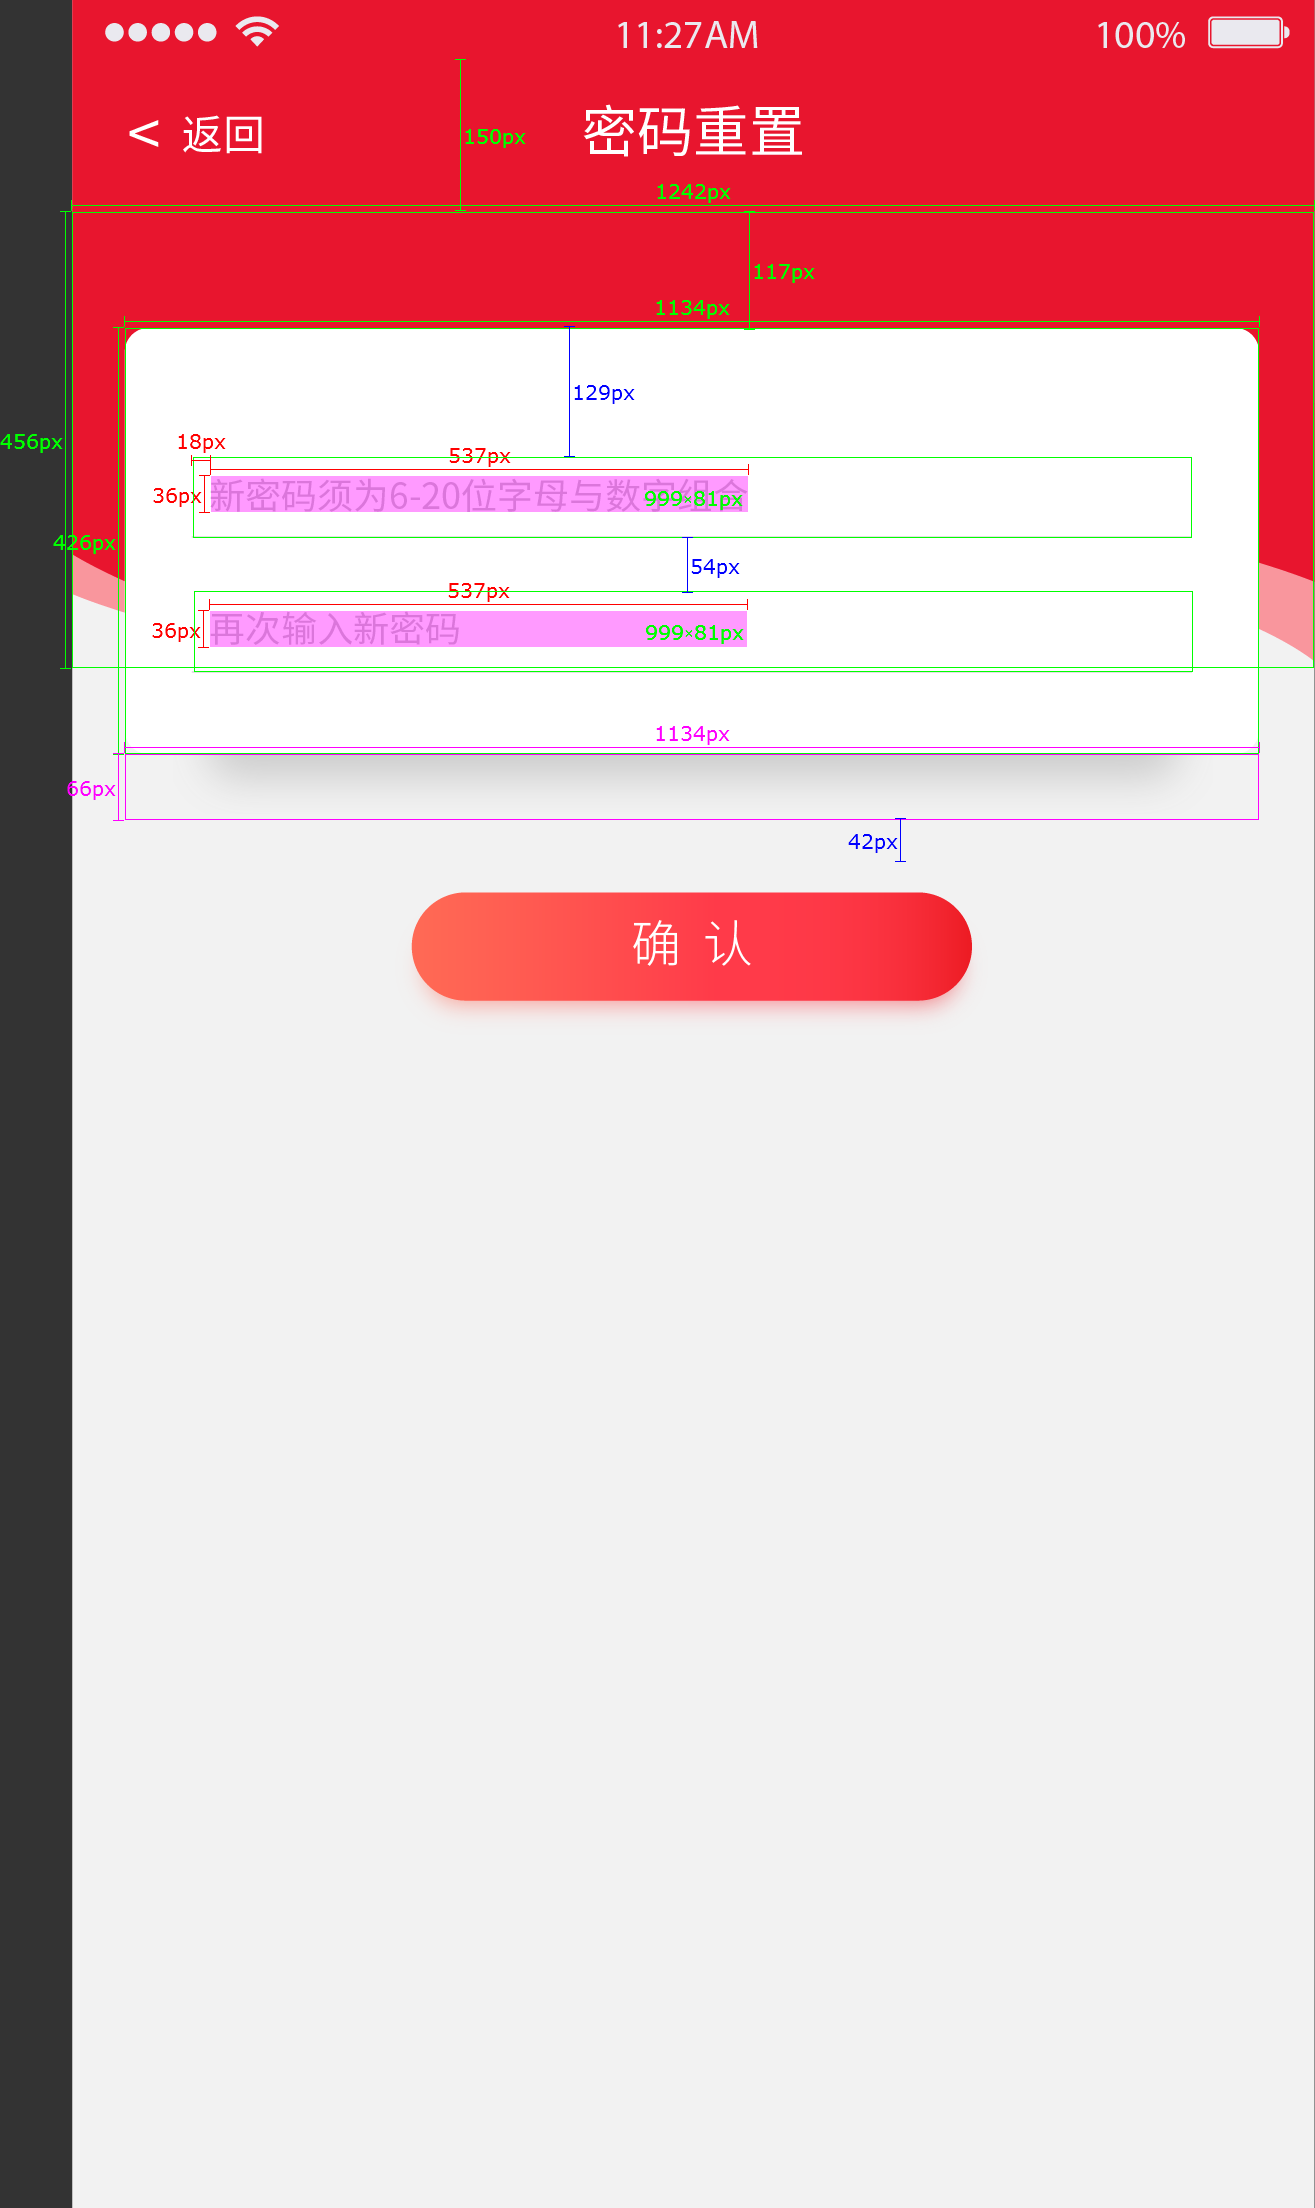 11:27AM 100%
< 返回 150px 密码重置
1242px
117px
1134px
129px
456px 18px 537px
36px 新密码须为6-20位字母与数字组合 999×81px
426px 54px
537px
36px 再次输入新密码 999×81px
1134px
66px
42px
确 认